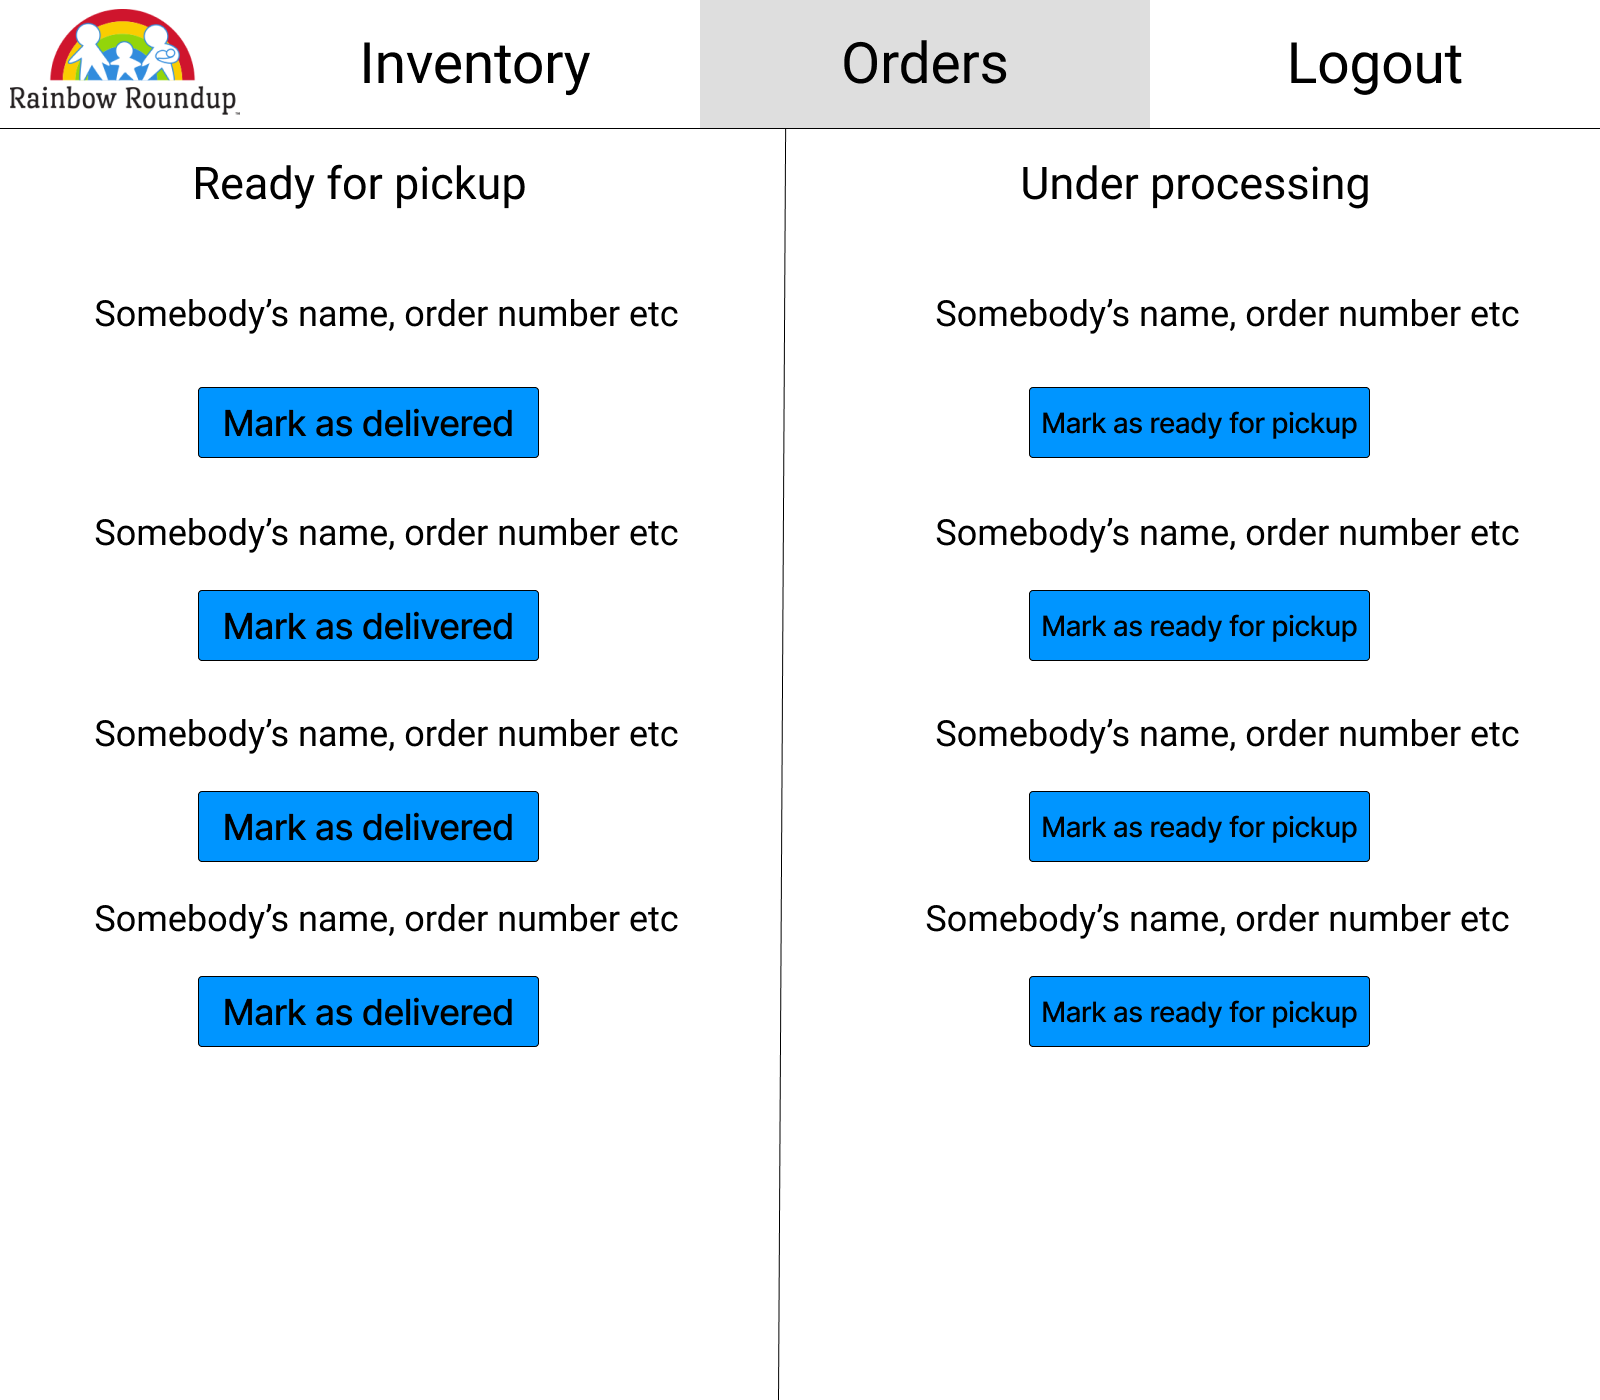 Rainbow Roundup
Inventory
Orders
Logout
Ready for pickup
Somebody’s name, order number etc
Mark as delivered
Somebody’s name, order number etc
Mark as delivered
Somebody’s name, order number etc
Mark as delivered
Somebody’s name, order number etc
Mark as delivered
Under processing
Somebody’s name, order number etc
Mark as ready for pickup
Somebody’s name, order number etc
Mark as ready for pickup
Somebody’s name, order number etc
Mark as ready for pickup
Somebody’s name, order number etc
Mark as ready for pickup